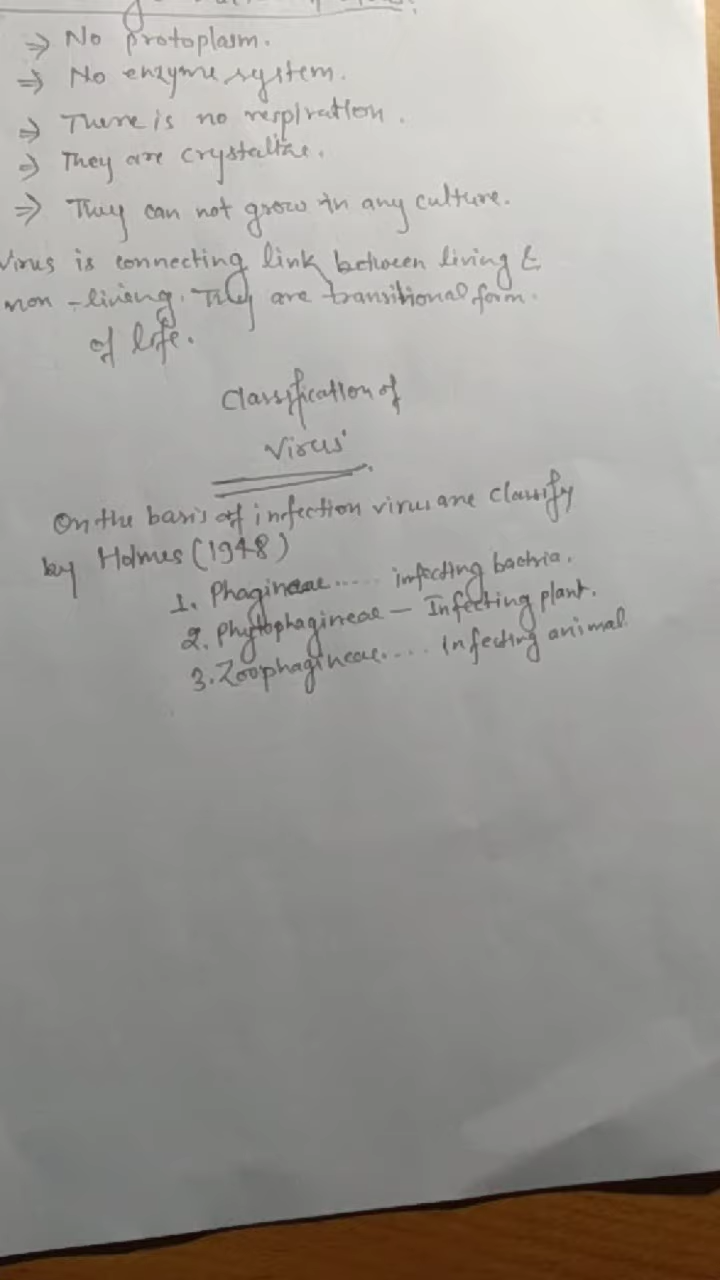 ⇒ No protoplasm.
⇒ No enzyme system.
⇒ There is no respiration.
⇒ They are crystallize.
⇒ They can not grow in any culture.
Virus is connecting link between living &
non-living. They are transitional form.
of life.
Classification of
Virus
On the basis of infection virus are classify
by Holmes (1948)
1. Phagineae..... infecting bactria.
2. Phytophagineae - Infecting plant.
3. Zoophagineae.... Infecting animal